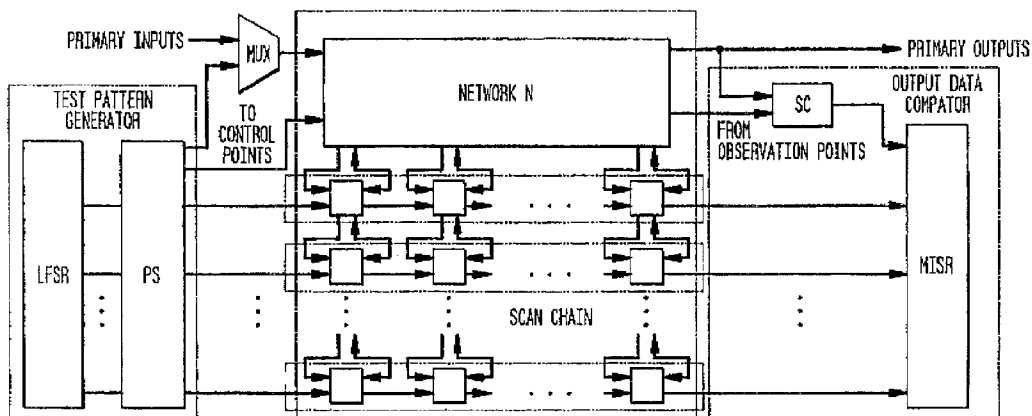 PRIMARY INPUTS
MUX
NETWORK N
PRIMARY OUTPUTS
TEST PATTERN
GENERATOR
TO
CONTROL
POINTS
OUTPUT DATA
COMPATOR
SC
FROM
OBSERVATION POINTS
LFSR
PS
MISR
SCAN CHAIN